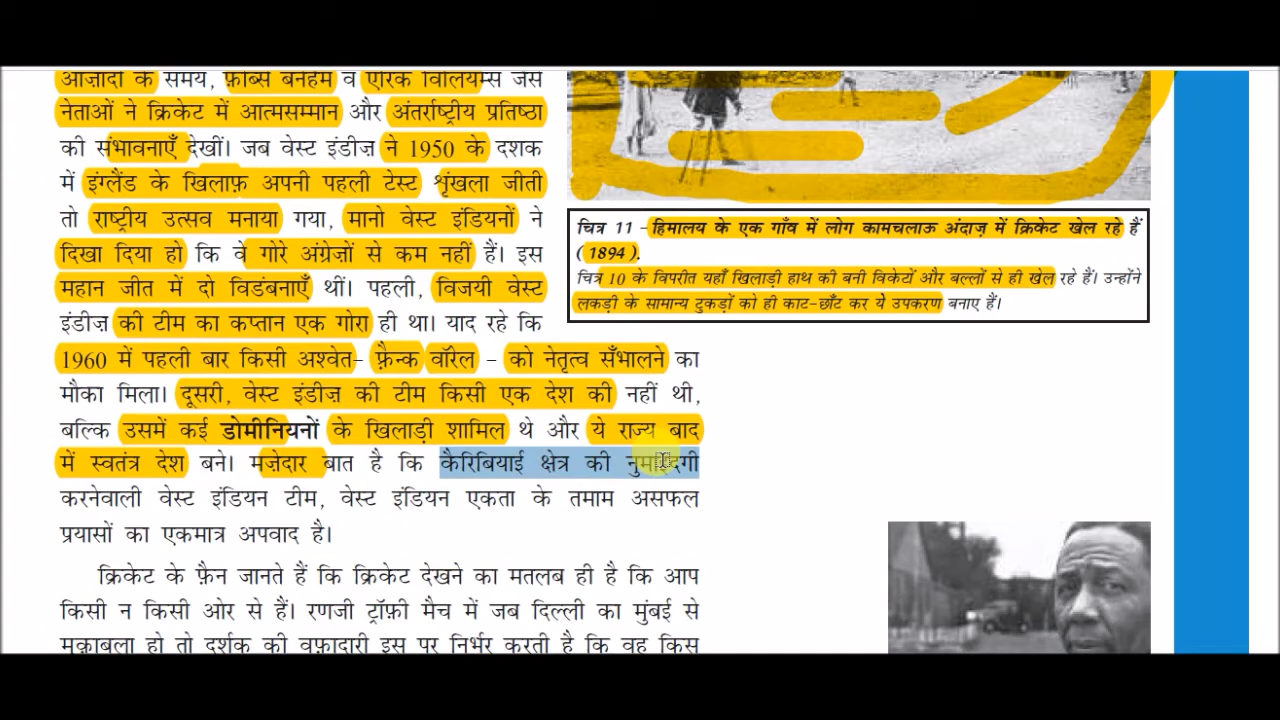 आज़ादी के समय, फ़ोर्ब्स बर्नहैम व एरिक विलियम्स जैसे
नेताओं ने क्रिकेट में आत्मसम्मान और अंतर्राष्ट्रीय प्रतिष्ठा
की संभावनाएँ देखीं। जब वेस्ट इंडीज़ ने 1950 के दशक
में इंग्लैंड के खिलाफ़ अपनी पहली टेस्ट शृंखला जीती
तो राष्ट्रीय उत्सव मनाया गया, मानो वेस्ट इंडियनों ने
दिखा दिया हो कि वे गोरे अंग्रेजों से कम नहीं हैं। इस
महान जीत में दो विडंबनाएँ थीं। पहली, विजयी वेस्ट
इंडीज़ की टीम का कप्तान एक गोरा ही था। याद रहे कि
1960 में पहली बार किसी अश्वेत– फ़्रैन्क वॉरेल – को नेतृत्व सँभालने का
मौका मिला। दूसरी, वेस्ट इंडीज़ की टीम किसी एक देश की नहीं थी,
बल्कि उसमें कई डोमीनियनों के खिलाड़ी शामिल थे और ये राज्य बाद
में स्वतंत्र देश बने। मज़ेदार बात है कि कैरिबियाई क्षेत्र की नुमाइंदगी
करनेवाली वेस्ट इंडियन टीम, वेस्ट इंडियन एकता के तमाम असफल
प्रयासों का एकमात्र अपवाद है।
क्रिकेट के फ़ैन जानते हैं कि क्रिकेट देखने का मतलब ही है कि आप
किसी न किसी ओर से हैं। रणजी ट्रॉफ़ी मैच में जब दिल्ली का मुंबई से
मुक़ाबला हो तो दर्शक की वफ़ादारी इस पर निर्भर करती है कि वह किस
चित्र 11 – हिमालय के एक गाँव में लोग कामचलाऊ अंदाज़ में क्रिकेट खेल रहे हैं
(1894).
चित्र 10 के विपरीत यहाँ खिलाड़ी हाथ की बनी विकेटों और बल्लों से ही खेल रहे हैं। उन्होंने
लकड़ी के सामान्य टुकड़ों को ही काट-छाँट कर ये उपकरण बनाए हैं।